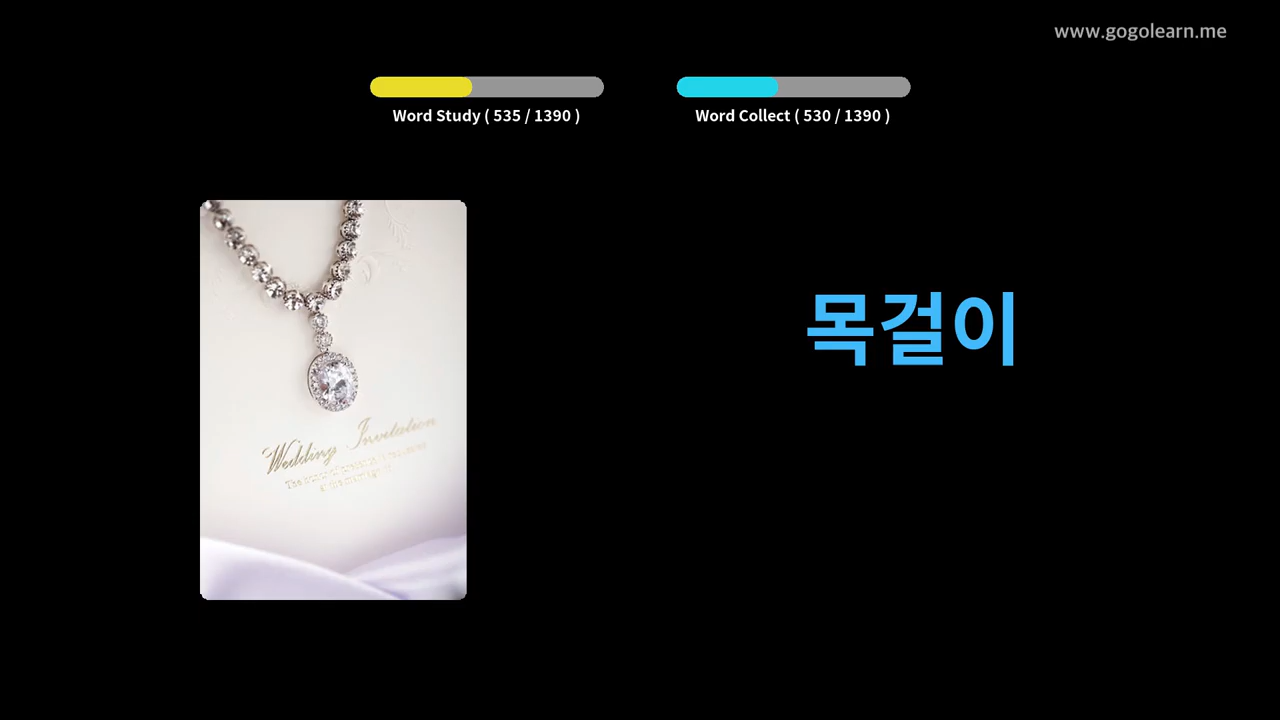 www.gogolearn.me
Word Study ( 535 / 1390 )
Word Collect ( 530 / 1390 )
목걸이
Wedding Invitation